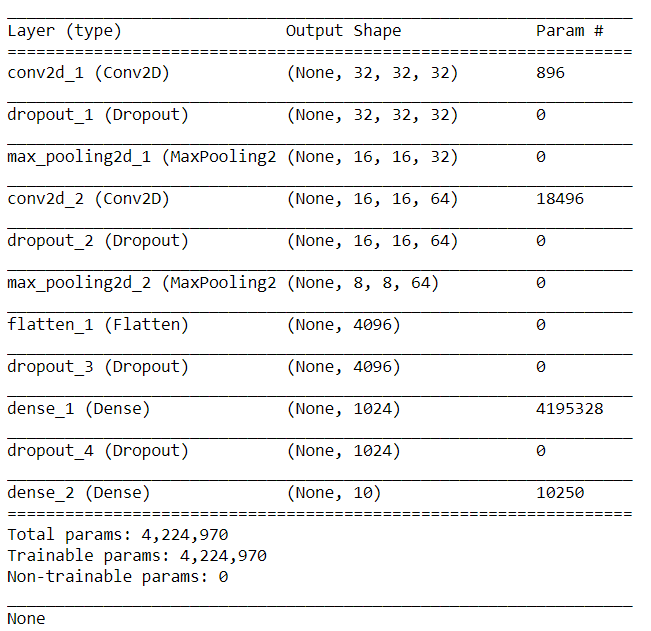 Layer (type)                 Output Shape              Param #
=================================================================
conv2d_1 (Conv2D)            (None, 32, 32, 32)        896
_________________________________________________________________
dropout_1 (Dropout)          (None, 32, 32, 32)        0
_________________________________________________________________
max_pooling2d_1 (MaxPooling2 (None, 16, 16, 32)        0
_________________________________________________________________
conv2d_2 (Conv2D)            (None, 16, 16, 64)        18496
_________________________________________________________________
dropout_2 (Dropout)          (None, 16, 16, 64)        0
_________________________________________________________________
max_pooling2d_2 (MaxPooling2 (None, 8, 8, 64)          0
_________________________________________________________________
flatten_1 (Flatten)          (None, 4096)              0
_________________________________________________________________
dropout_3 (Dropout)          (None, 4096)              0
_________________________________________________________________
dense_1 (Dense)              (None, 1024)              4195328
_________________________________________________________________
dropout_4 (Dropout)          (None, 1024)              0
_________________________________________________________________
dense_2 (Dense)              (None, 10)                10250
=================================================================
Total params: 4,224,970
Trainable params: 4,224,970
Non-trainable params: 0
_________________________________________________________________
None